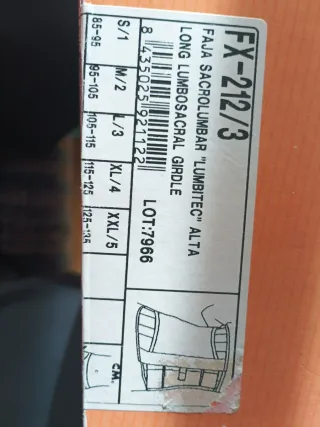 FX-212/3
FAJA SACROLUMBAR "LUMBITEC" ALTA
LONG LUMBOSACRAL GIRDLE
8 435025 921122
LOT:7966
S/1 M/2 L/3 XL/4 XXL/5
85-95 95-105 105-115 115-125 125-135 CM.